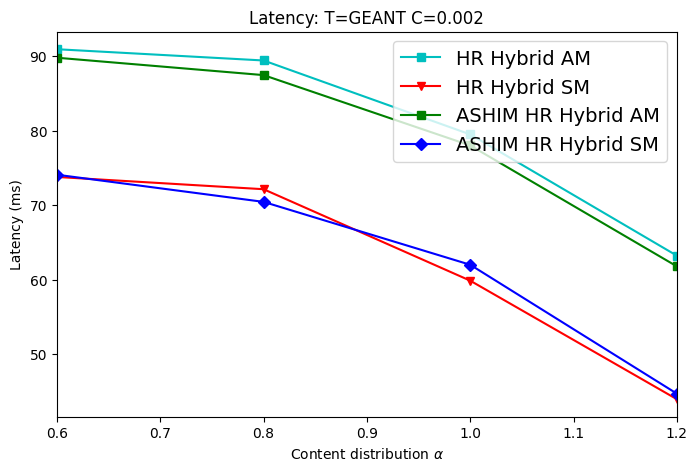 Latency: T=GEANT C=0.002
HR Hybrid AM
HR Hybrid SM
ASHIM HR Hybrid AM
ASHIM HR Hybrid SM
Latency (ms)
90
80
70
60
50
0.6 0.7 0.8 0.9 1.0 1.1 1.2
Content distribution α